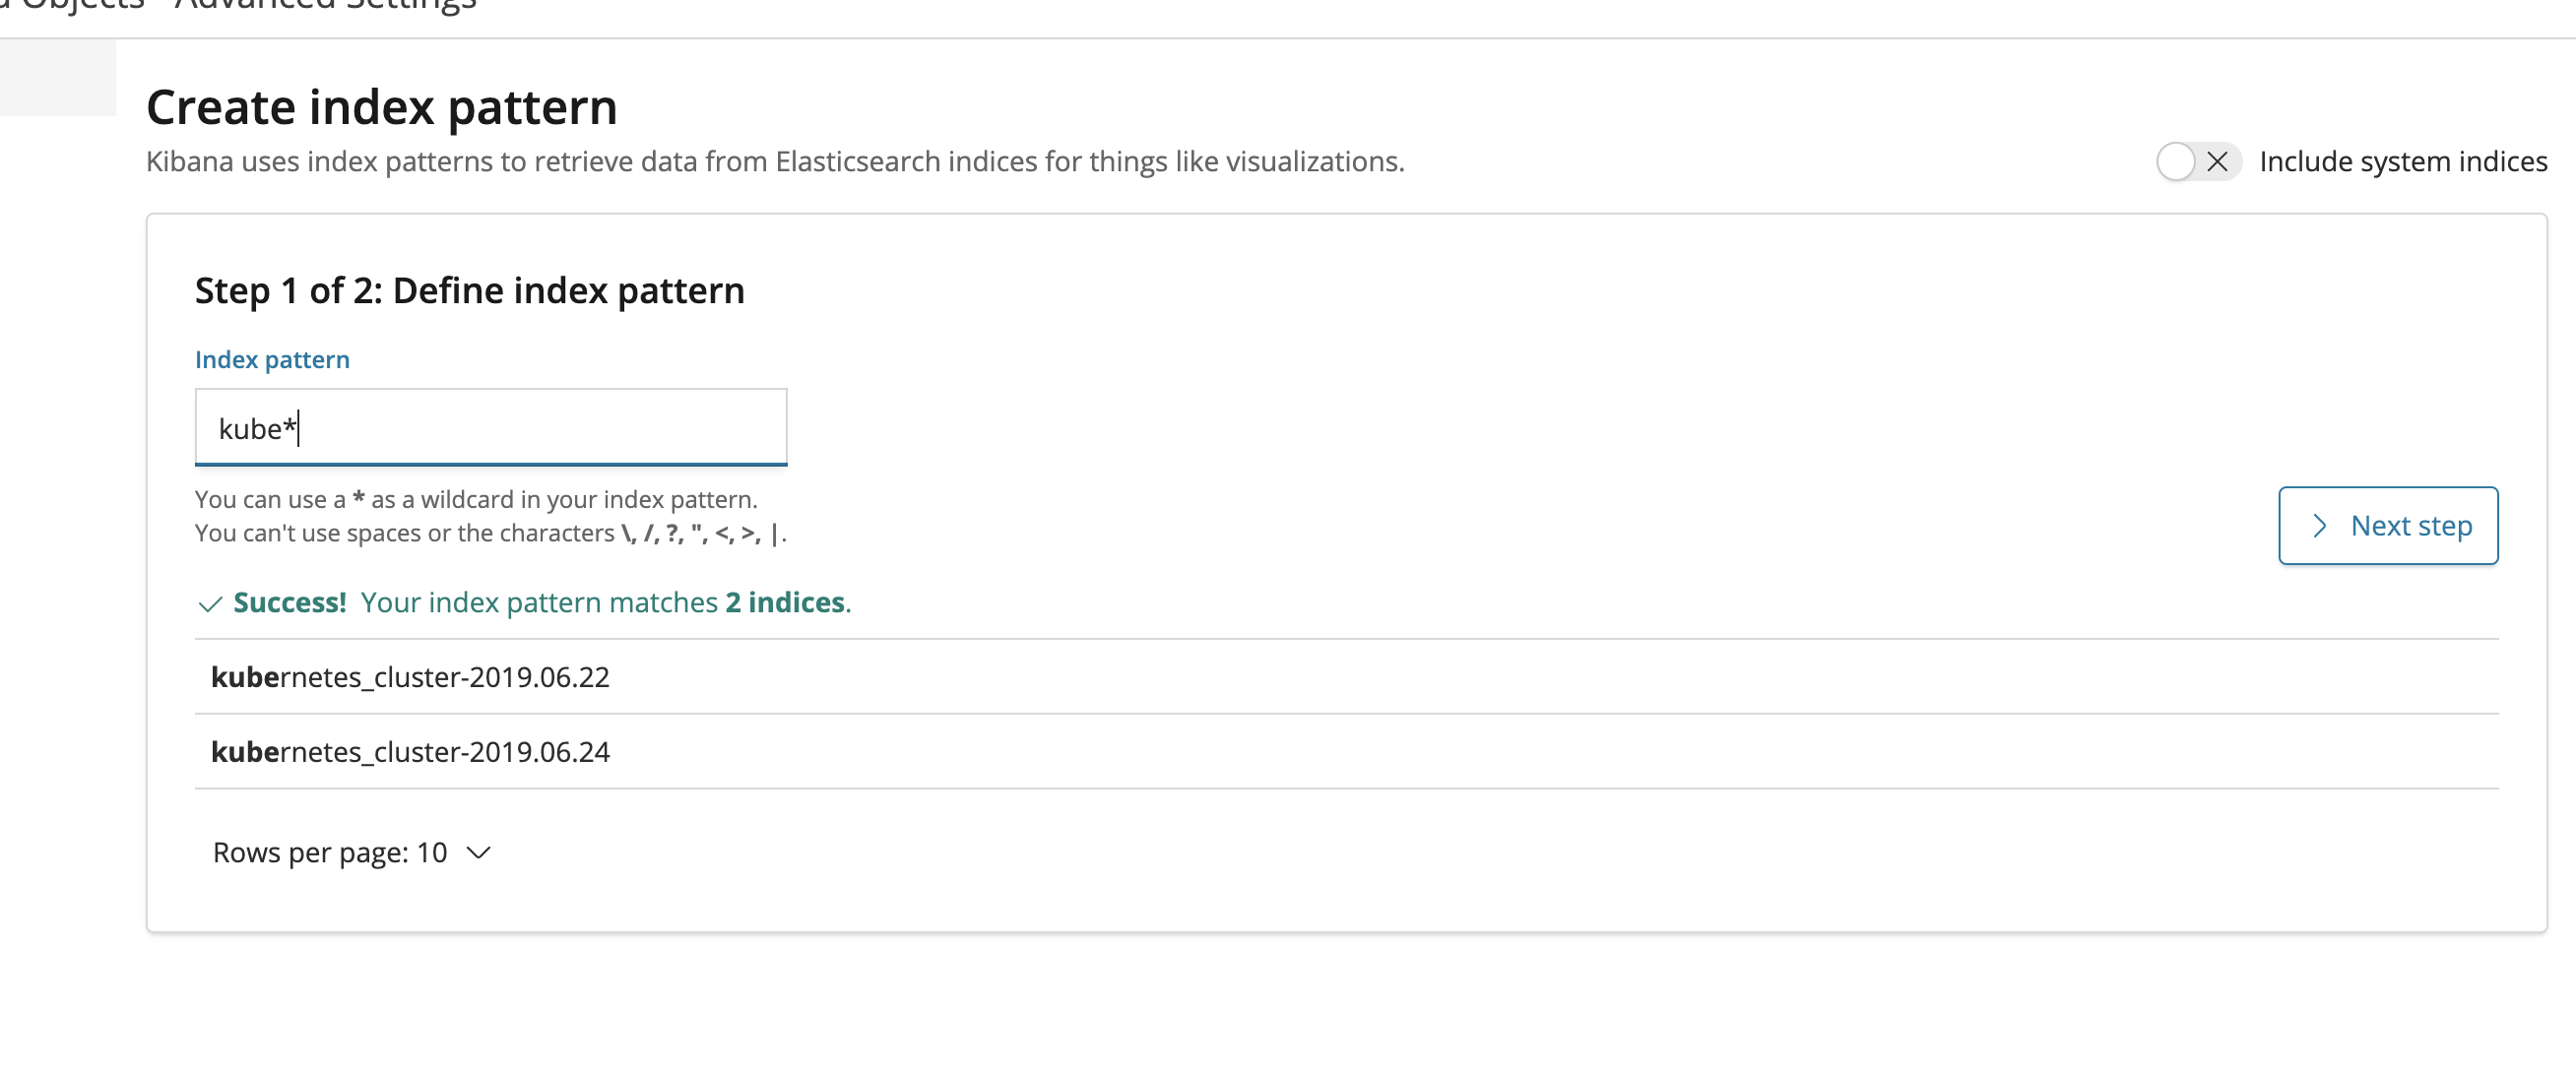 Objects Advanced Settings
Create index pattern
Kibana uses index patterns to retrieve data from Elasticsearch indices for things like visualizations.
Include system indices
Step 1 of 2: Define index pattern
Index pattern
kube*
You can use a * as a wildcard in your index pattern.
You can't use spaces or the characters \, /, ?, ", <, >, |.
Next step
Success! Your index pattern matches 2 indices.
kubernetes_cluster-2019.06.22
kubernetes_cluster-2019.06.24
Rows per page: 10